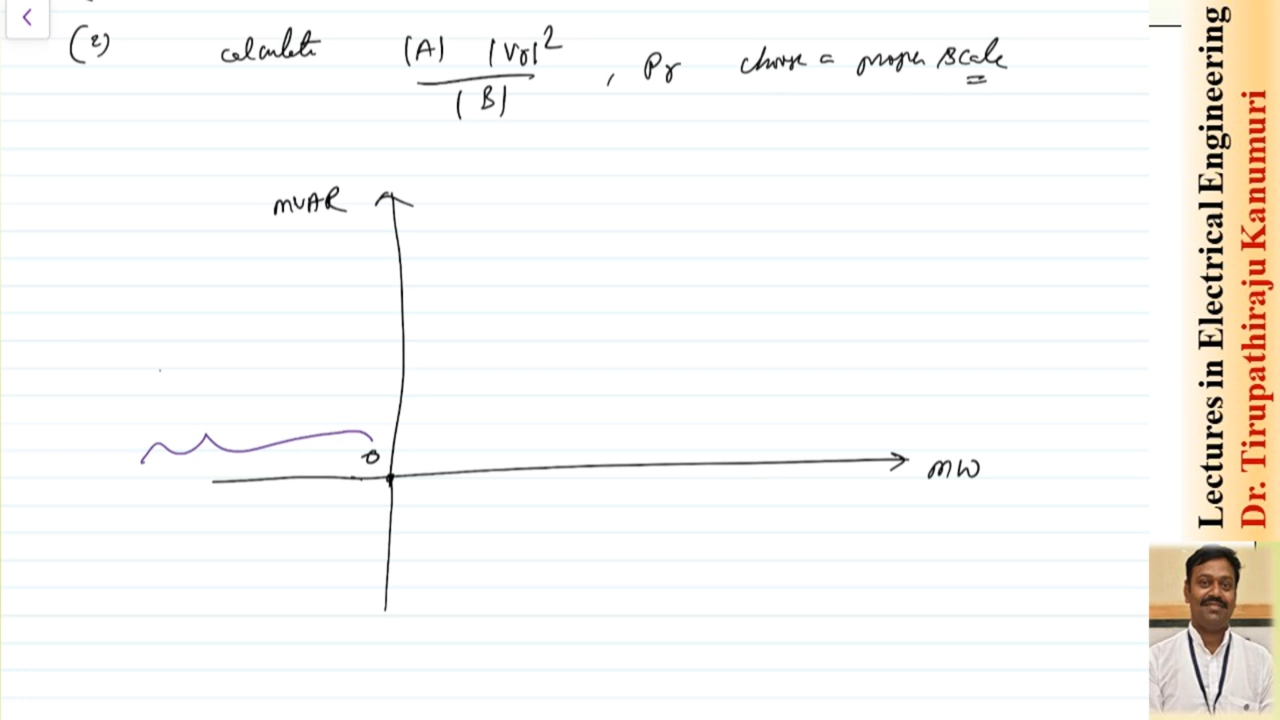 (2) calculate |A| |Vr|² / |B| , Pr choose a proper scale
MVAR
0
MW
Lectures in Electrical Engineering
Dr. Tirupathiraju Kanumuri